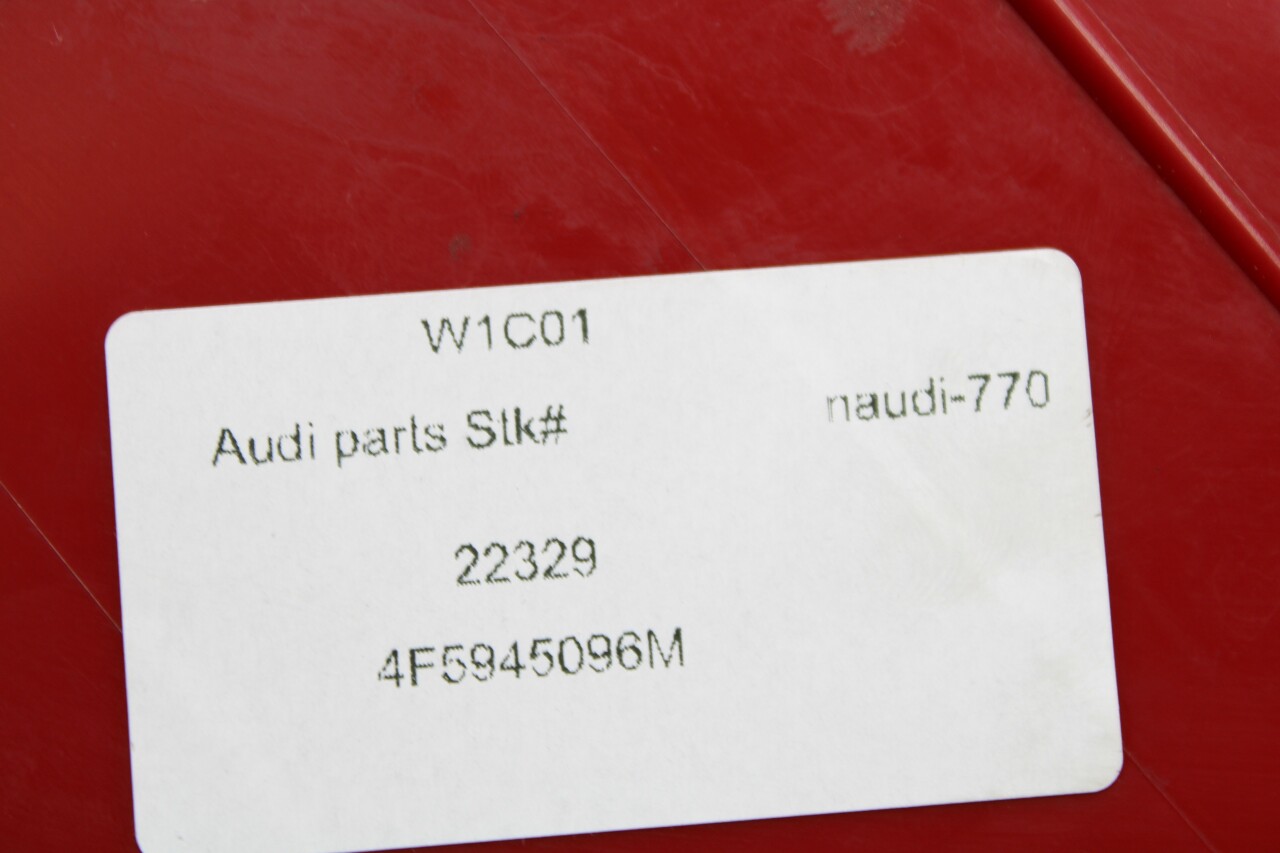 W1C01
Audi parts Stk# naudi-770
22329
4F5945096M